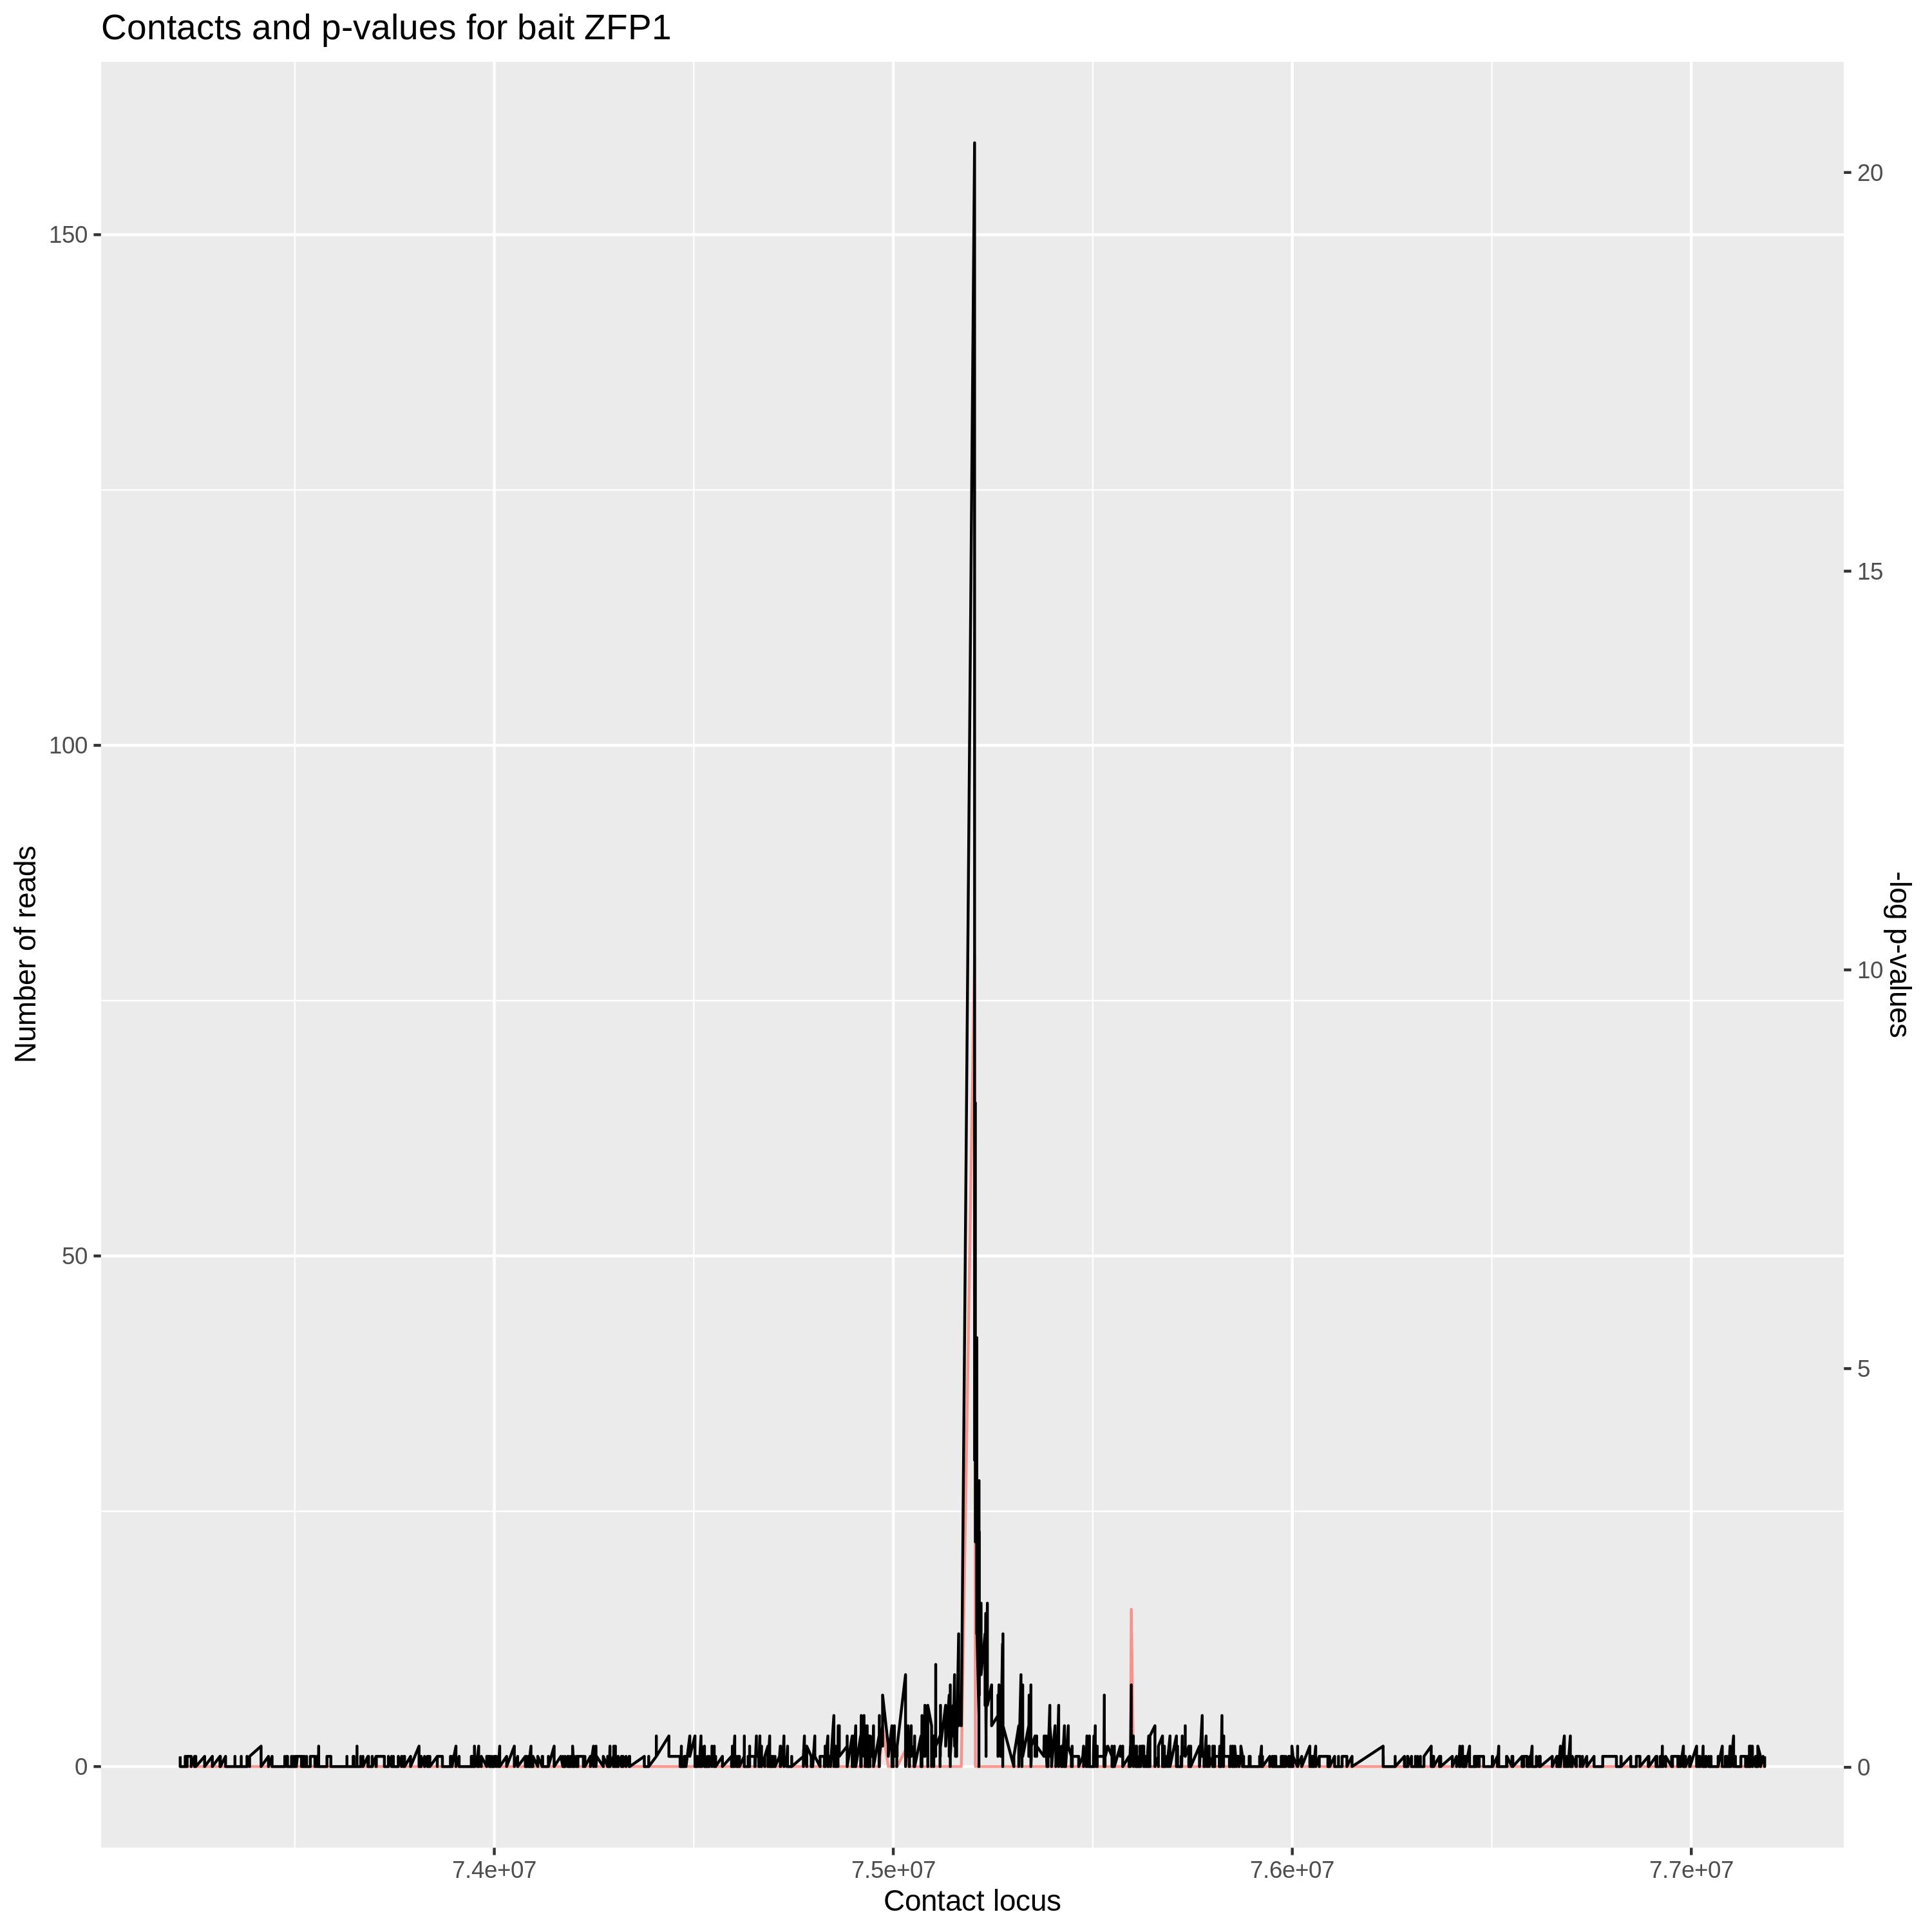 Contacts and p-values for bait ZFP1
150
100
50
0
Number of reads
20
15
10
5
0
-log p-values
7.4e+07
7.5e+07
7.6e+07
7.7e+07
Contact locus